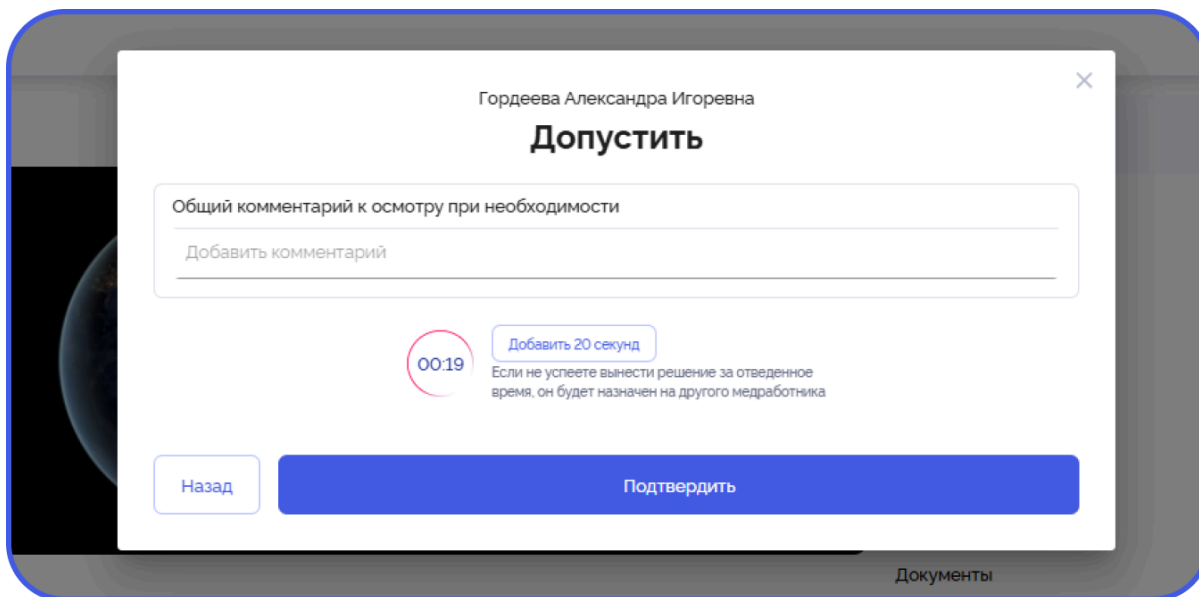 Гордеева Александра Игоревна
Допустить
Общий комментарий к осмотру при необходимости
Добавить комментарий
00:19
Добавить 20 секунд
Если не успеете вынести решение за отведенное
время, он будет назначен на другого медработника
Назад
Подтвердить
Документы